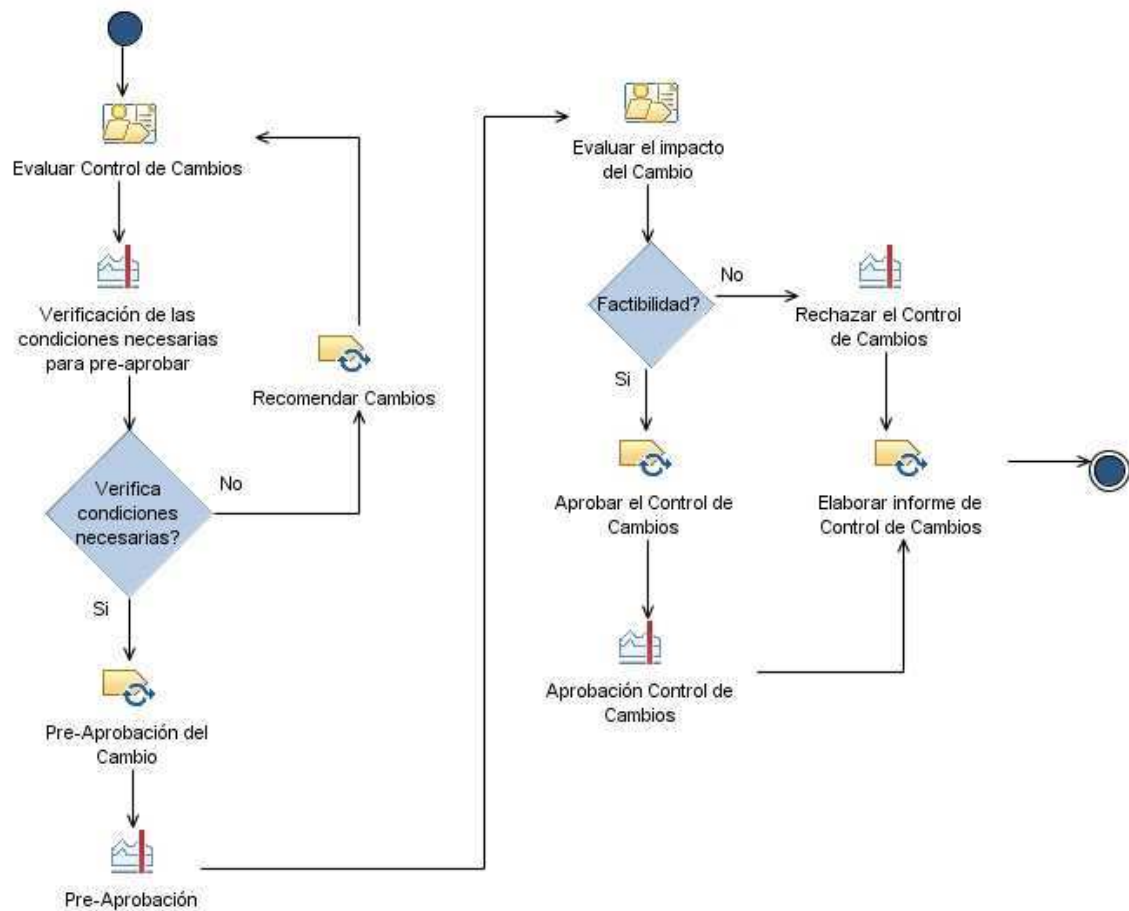 Evaluar Control de Cambios
Verificación de las
condiciones necesarias
para pre-aprobar
Recomendar Cambios
Verifica
condiciones
necesarias?
No
Si
Pre-Aprobación del
Cambio
Pre-Aprobación
Evaluar el impacto
del Cambio
Factibilidad?
No
Rechazar el Control
de Cambios
Si
Aprobar el Control de
Cambios
Elaborar informe de
Control de Cambios
Aprobación Control de
Cambios